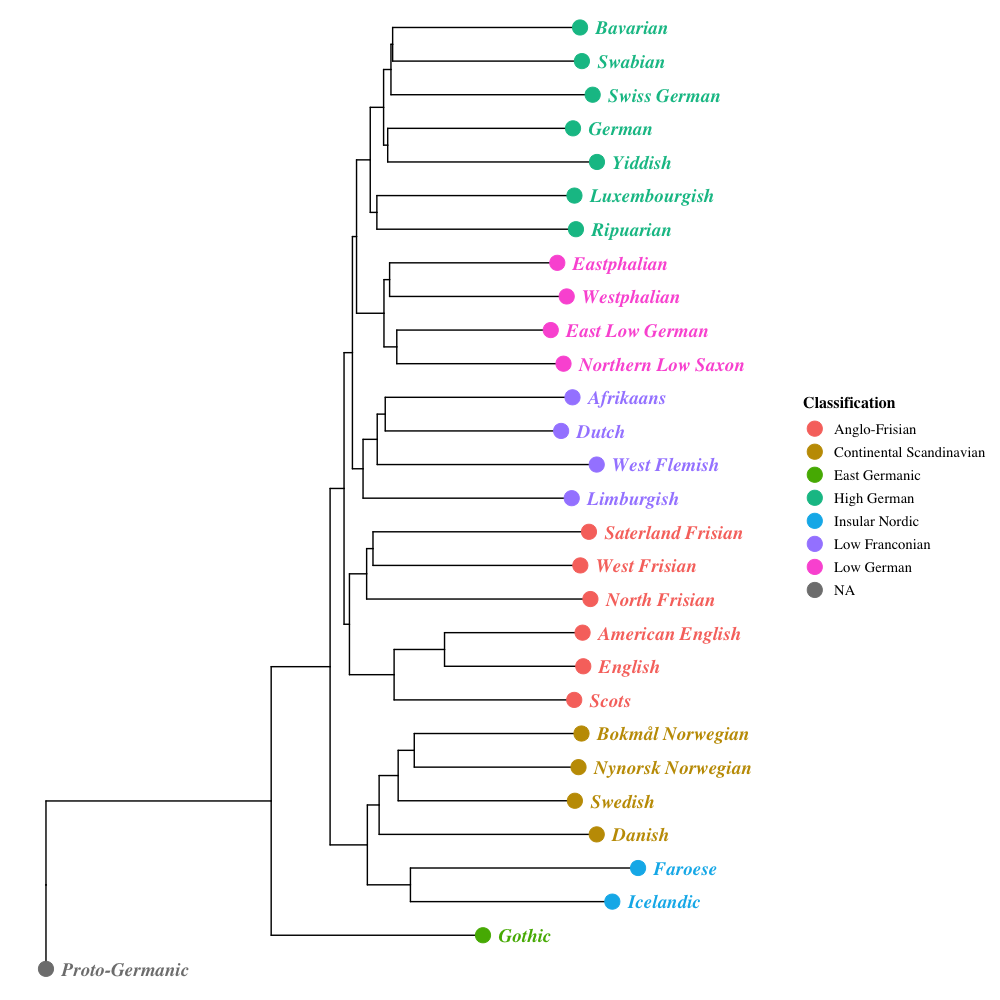 Bavarian
Swabian
Swiss German
German
Yiddish
Luxembourgish
Ripuarian
Eastphalian
Westphalian
East Low German
Northern Low Saxon
Afrikaans
Dutch
West Flemish
Limburgish
Saterland Frisian
West Frisian
North Frisian
American English
English
Scots
Bokmål Norwegian
Nynorsk Norwegian
Swedish
Danish
Faroese
Icelandic
Gothic
Proto-Germanic
Classification
Anglo-Frisian
Continental Scandinavian
East Germanic
High German
Insular Nordic
Low Franconian
Low German
NA